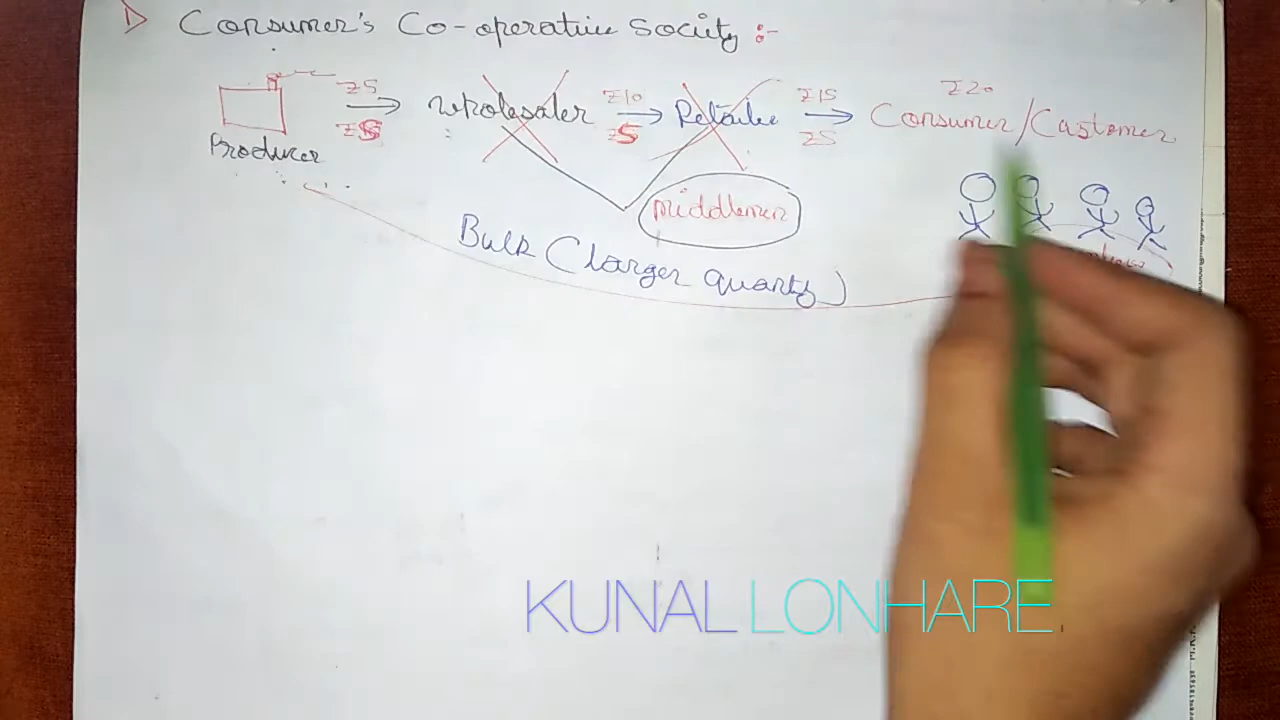 1) Consumer's Co-operative Society :-
₹5 ₹10 ₹15 ₹20
Wholesaler Retailer Consumer/Customer
₹5 ₹5 ₹5
Producer
middlemen
Bulk (larger quantity)
KUNAL LONHARE